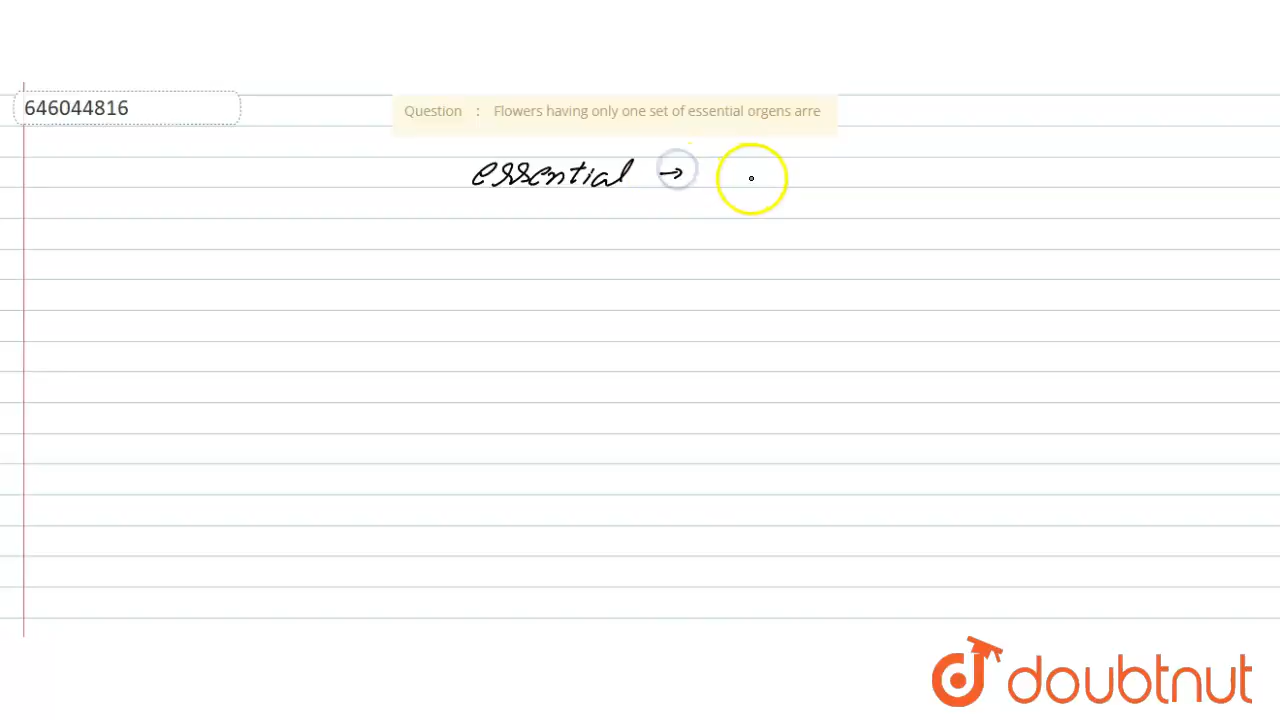 646044816
Question : Flowers having only one set of essential orgens arre
essential →
doubtnut